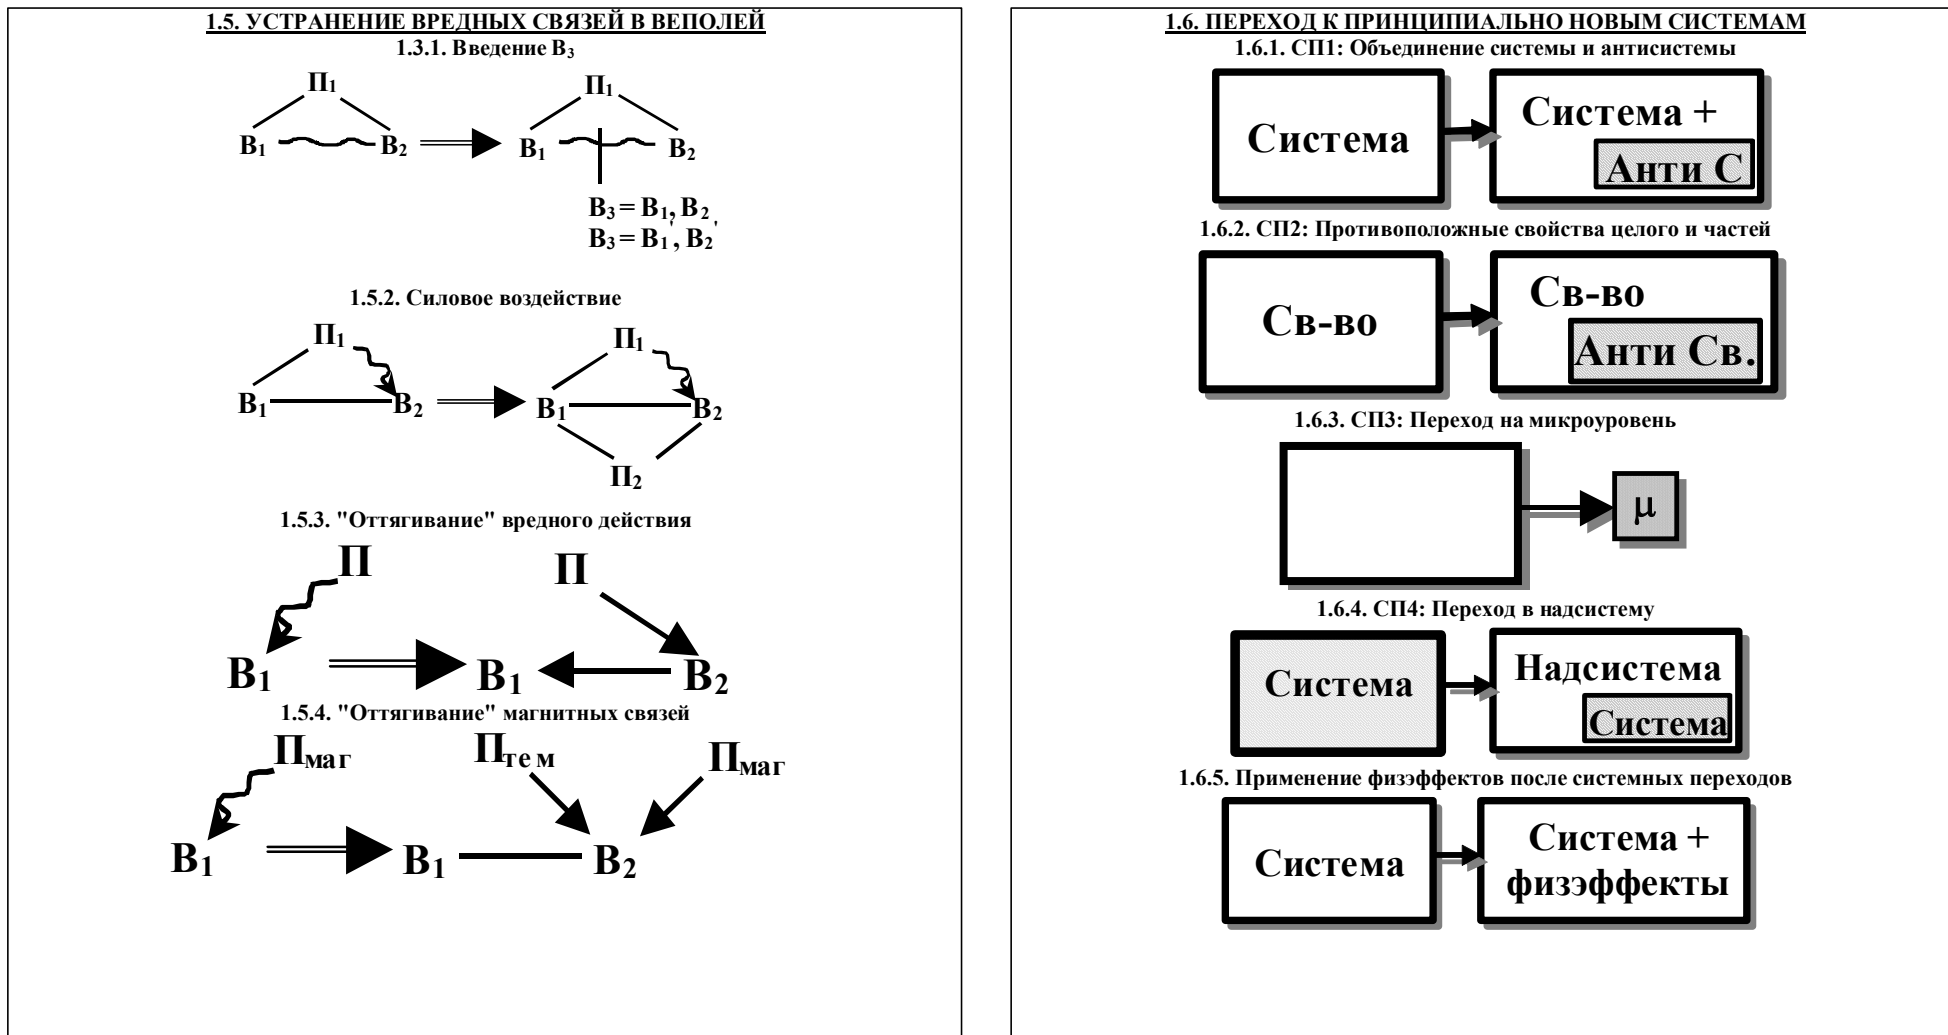 1.5. УСТРАНЕНИЕ ВРЕДНЫХ СВЯЗЕЙ В ВЕПОЛЕЙ
1.3.1. Введение В₃
П₁
В₁ В₂
П₁
В₁ В₂
В₃ = В₁, В₂
В₃ = В₁', В₂'
1.5.2. Силовое воздействие
П₁
В₁ В₂
П₁
В₁ В₂
П₂
1.5.3. "Оттягивание" вредного действия
П П
В₁ В₁ В₂
1.5.4. "Оттягивание" магнитных связей
Пмаг Птем Пмаг
В₁ В₁ В₂
1.6. ПЕРЕХОД К ПРИНЦИПИАЛЬНО НОВЫМ СИСТЕМАМ
1.6.1. СП1: Объединение системы и антисистемы
Система
Система +
Анти С
1.6.2. СП2: Противоположные свойства целого и частей
Св-во
Св-во
Анти Св.
1.6.3. СП3: Переход на микроуровень
μ
1.6.4. СП4: Переход в надсистему
Система
Надсистема
Система
1.6.5. Применение физэффектов после системных переходов
Система
Система +
физэффекты